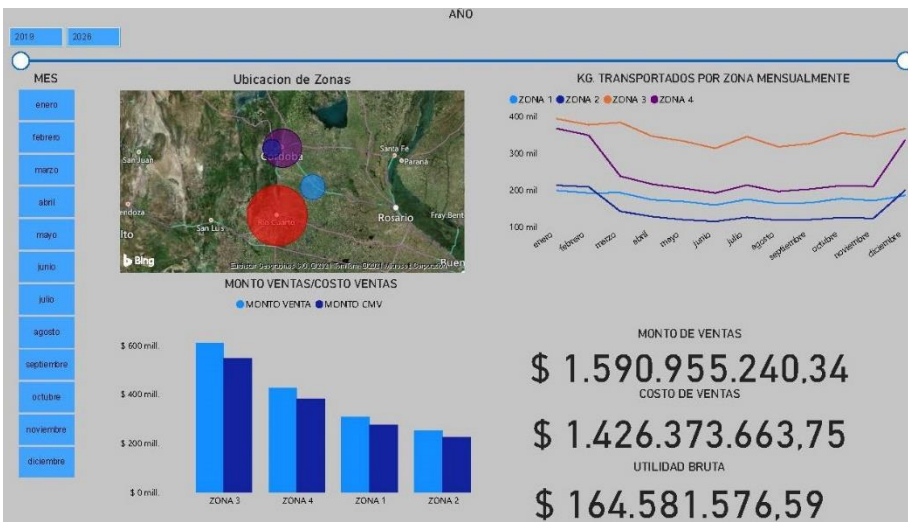 AÑO
2019 2026
MES
enero
febrero
marzo
abril
mayo
junio
julio
agosto
septiembre
octubre
noviembre
diciembre
Ubicacion de Zonas
San Juan
Cordoba
Santa Fe
Paraná
San Luis
Rio Cuarto
Rosario
Fray Bent
Bing
MONTO VENTAS/COSTO VENTAS
MONTO VENTA MONTO CMV
$ 600 mill.
$ 400 mill.
$ 200 mill.
$ 0 mill.
ZONA 3 ZONA 4 ZONA 1 ZONA 2
KG. TRANSPORTADOS POR ZONA MENSUALMENTE
ZONA 1 ZONA 2 ZONA 3 ZONA 4
400 mil
300 mil
200 mil
100 mil
enero febrero marzo abril mayo junio julio agosto septiembre octubre noviembre diciembre
MONTO DE VENTAS
$ 1.590.955.240,34
COSTO DE VENTAS
$ 1.426.373.663,75
UTILIDAD BRUTA
$ 164.581.576,59